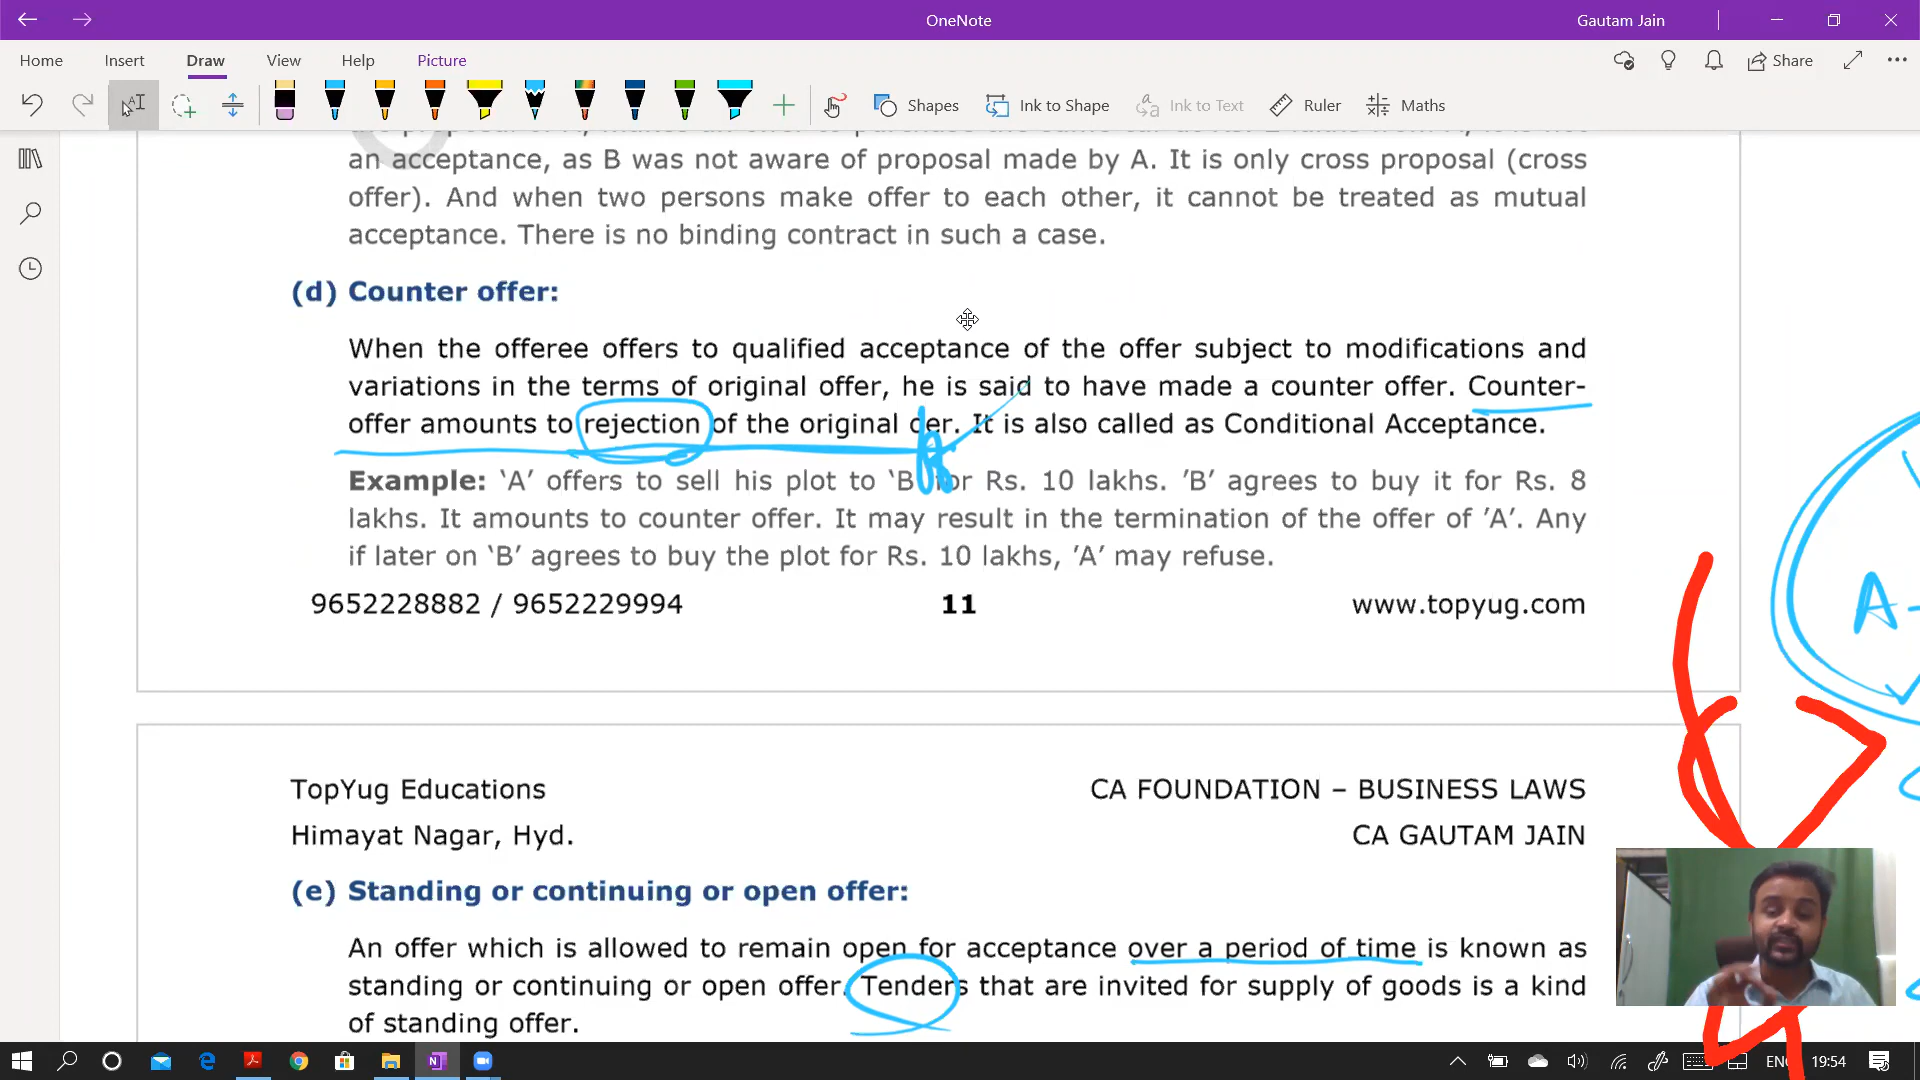 OneNote
Gautam Jain
Home Insert Draw View Help Picture
Share
Shapes Ink to Shape Ink to Text Ruler Maths
an acceptance, as B was not aware of proposal made by A. It is only cross proposal (cross
offer). And when two persons make offer to each other, it cannot be treated as mutual
acceptance. There is no binding contract in such a case.
(d) Counter offer:
When the offeree offers to qualified acceptance of the offer subject to modifications and
variations in the terms of original offer, he is said to have made a counter offer. Counter-
offer amounts to rejection of the original It is also called as Conditional Acceptance.
Example: ‘A’ offers to sell his plot to ‘B for Rs. 10 lakhs. ’B’ agrees to buy it for Rs. 8
lakhs. It amounts to counter offer. It may result in the termination of the offer of ’A’. Any
if later on ‘B’ agrees to buy the plot for Rs. 10 lakhs, ’A’ may refuse.
9652228882 / 9652229994 11 www.topyug.com
A
TopYug Educations CA FOUNDATION – BUSINESS LAWS
Himayat Nagar, Hyd. CA GAUTAM JAIN
(e) Standing or continuing or open offer:
An offer which is allowed to remain open for acceptance over a period of time is known as
standing or continuing or open offer. Tenders that are invited for supply of goods is a kind
of standing offer.
19:54